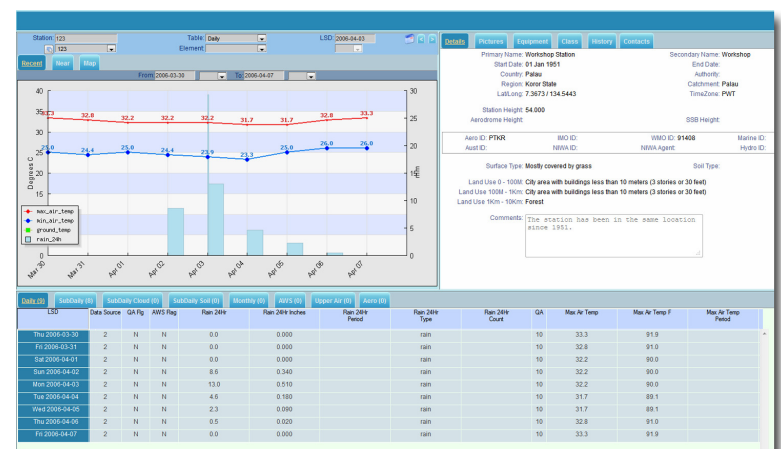 Station: 123 Table: Daily LSD: 2006-04-03
123 Element:
Recent Near Map
From: 2006-03-30 To: 2006-04-07
40
35
30
25
20
15
0
Degrees C
30
25
20
15
10
5
0
33.3 32.8 32.2 32.2 32.2 31.7 31.7 32.8 33.3
25.0 24.4 25.0 24.4 23.9 23.3 25.0 26.0 26.0
max_air_temp
min_air_temp
ground_temp
rain_24h
Mar 30 Mar 31 Apr 01 Apr 02 Apr 03 Apr 04 Apr 05 Apr 06 Apr 07
Details Pictures Equipment Class History Contacts
Primary Name: Workshop Station Secondary Name: Workshop
Start Date: 01 Jan 1951 End Date:
Country: Palau Authority:
Region: Koror State Catchment: Palau
Lat/Long: 7.3673 / 134.5443 TimeZone: PWT
Station Height: 54.000
Aerodrome Height SSB Height:
Aero ID: PTKR IMO ID: WMO ID: 91408 Marine ID:
Aust ID: NIWA ID: NIWA Agent: Hydro ID:
Surface Type: Mostly covered by grass Soil Type:
Land Use 0 - 100M: City area with buildings less than 10 meters (3 stories or 30 feet)
Land Use 100M - 1Km: City area with buildings less than 10 meters (3 stories or 30 feet)
Land Use 1Km - 10Km: Forest
Comments: The station has been in the same location
since 1951.
Daily (9) SubDaily (0) SubDaily Cloud (0) SubDaily Soil (0) Monthly (0) AWS (0) Upper Air (0) Aero (0)
LSD Data Source QA Flg AWS Flag Rain 24Hr Rain 24Hr Inches Rain 24Hr Period Rain 24Hr Type Rain 24Hr Count QA Max Air Temp Max Air Temp F Max Air Temp Period
Thu 2006-03-30 2 N N 0.0 0.000 rain 10 33.3 91.9
Fri 2006-03-31 2 N N 0.0 0.000 rain 10 32.8 91.0
Sat 2006-04-01 2 N N 0.0 0.000 rain 10 32.2 90.0
Sun 2006-04-02 2 N N 8.6 0.340 rain 10 32.2 90.0
Mon 2006-04-03 2 N N 13.0 0.510 rain 10 32.2 90.0
Tue 2006-04-04 2 N N 4.6 0.180 rain 10 31.7 89.1
Wed 2006-04-05 2 N N 2.3 0.090 rain 10 31.7 89.1
Thu 2006-04-06 2 N N 0.5 0.020 rain 10 32.8 91.0
Fri 2006-04-07 2 N N 0.0 0.000 rain 10 33.3 91.9